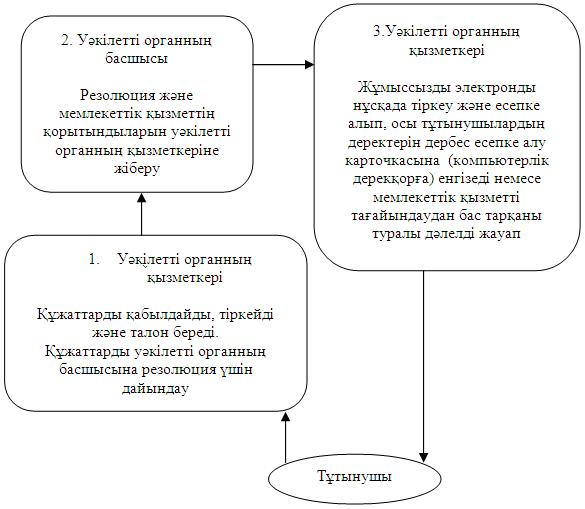 1. Уәкілетті органның
қызметкері
Құжаттарды қабылдайды, тіркейді
және талон береді.
Құжаттарды уәкілетті органның
басшысына резолюция үшін
дайындау
2. Уәкілетті органның
басшысы
Резолюция және
мемлекеттік қызметтің
қорытындыларын уәкілетті
органның қызметкеріне
жіберу
3.Уәкілетті органның
қызметкері
Жұмыссызды электронды
нұсқада тіркеу және есепке
алып, осы тұтынушылардың
деректерін дербес есепке алу
карточкасына (компьютерлік
дерекқорға) енгізеді немесе
мемлекеттік қызметті
тағайындаудан бас тарқаны
туралы дәлелді жауап
Тұтынушы